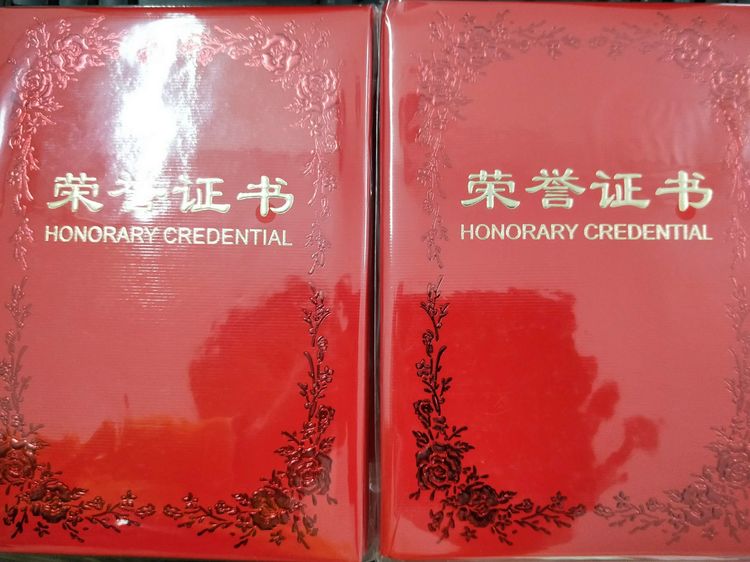 荣誉证书
HONORARY CREDENTIAL
荣誉证书
HONORARY CREDENTIAL